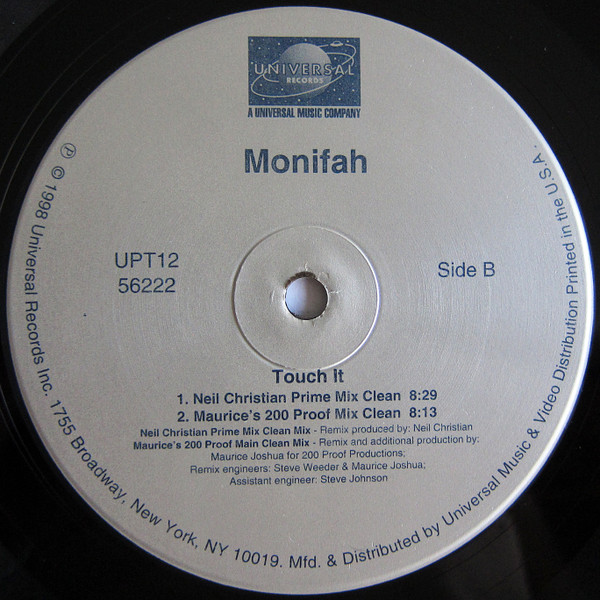 UNIVERSAL
RECORDS
A UNIVERSAL MUSIC COMPANY
Monifah
UPT12
56222
Side B
Touch It
1. Neil Christian Prime Mix Clean 8:29
2. Maurice's 200 Proof Mix Clean 8:13
Neil Christian Prime Mix Clean Mix - Remix produced by: Neil Christian
Maurice's 200 Proof Main Clean Mix - Remix and additional production by:
Maurice Joshua for 200 Proof Productions;
Remix engineers: Steve Weeder & Maurice Joshua;
Assistant engineer: Steve Johnson
℗ © 1998 Universal Records Inc. 1755 Broadway, New York, NY 10019. Mfd. & Distributed by Universal Music & Video Distribution Printed in the U.S.A.